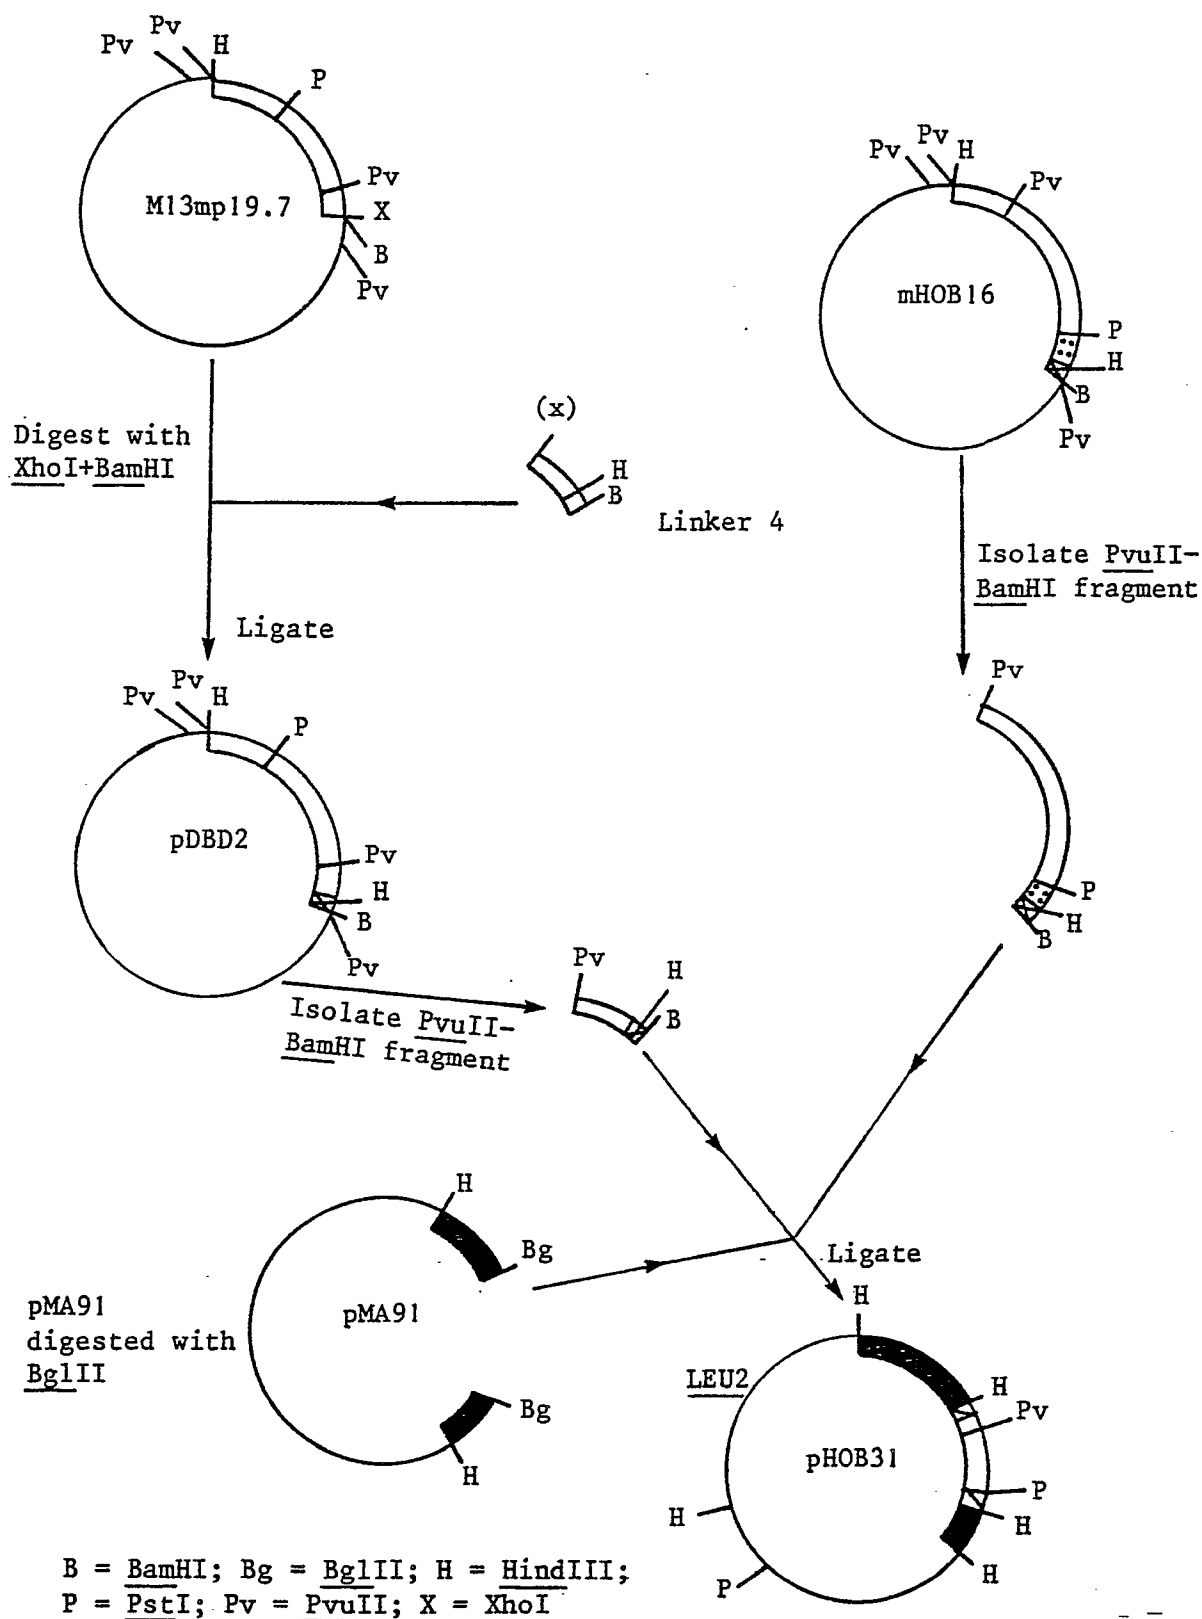 Pv
Pv
H
P
M13mp19.7
Pv
X
B
Pv
Pv
Pv
H
Pv
mHOB16
P
H
B
Pv
Digest with
XhoI+BamHI
(x)
H
B
Linker 4
Isolate PvuII-
BamHI fragment
Ligate
Pv
Pv
H
P
pDBD2
Pv
H
B
Pv
Pv
P
H
B
Isolate PvuII-
BamHI fragment
Pv
H
B
H
Bg
pMA91
pMA91
digested with
BglII
Bg
H
Ligate
H
LEU2
H
Pv
pHOB31
P
H
H
H
P
B = BamHI; Bg = BglII; H = HindIII;
P = PstI; Pv = PvuII; X = XhoI